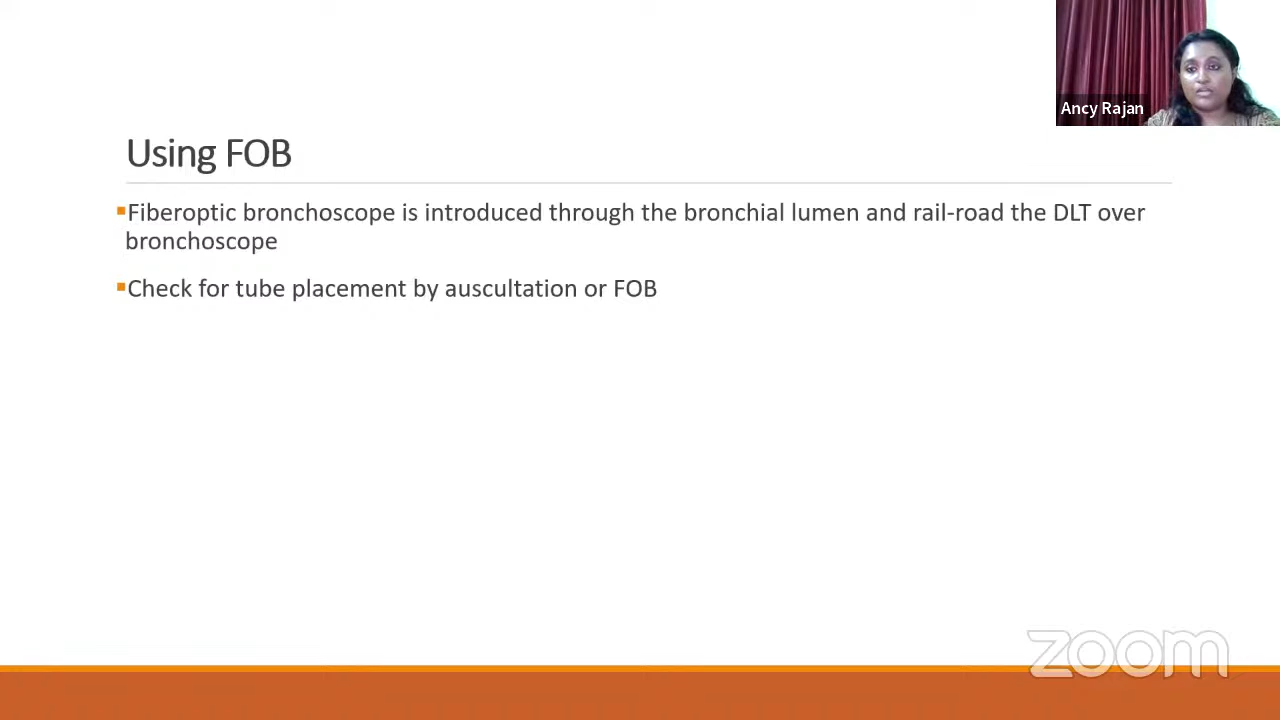 Ancy Rajan
Using FOB
▪Fiberoptic bronchoscope is introduced through the bronchial lumen and rail-road the DLT over
bronchoscope
▪Check for tube placement by auscultation or FOB
zoom